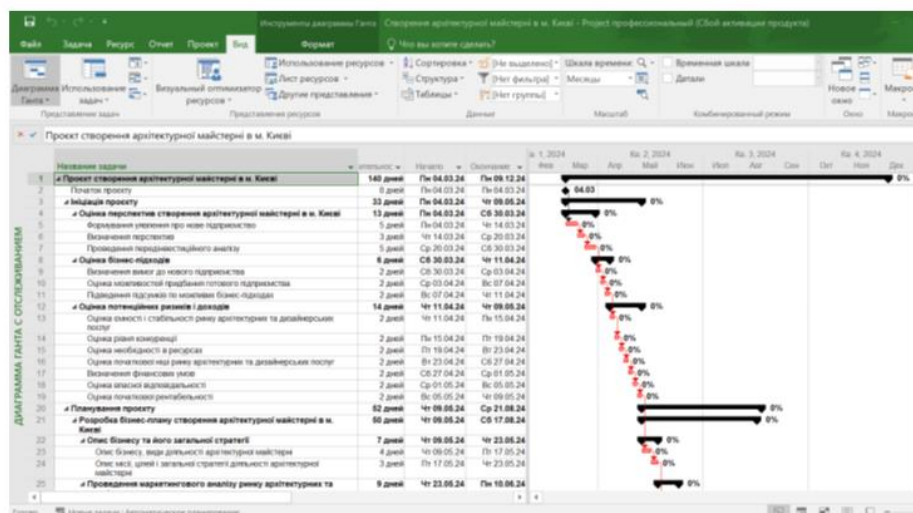 Инструменты диаграммы Ганта
Створення архітектурної майстерні в м. Києві - Project профессиональный (Сбой активации продукта)
Файл Задача Ресурс Отчет Проект Вид Формат Что вы хотите сделать?
Диаграмма Ганта
Использование задач
Визуальный оптимизатор ресурсов
Использование ресурсов
Лист ресурсов
Другие представления
Сортировка
Структура
Таблицы
[Не выделено]
[Нет фильтра]
[Нет группы]
Шкала времени:
Месяцы
Временная шкала
Детали
Новое окно
Макросы
Представления задач Представления ресурсов Данные Масштаб Комбинированный режим Окно Макросы
Проєкт створення архітектурної майстерні в м. Києві
Название задачи Начало Окончание
1, 2024 Кв. 2, 2024 Кв. 3, 2024 Кв. 4, 2024
Фев Мар Апр Май Июн Июл Авг Сен Окт Ноя Дек
1 Проєкт створення архітектурної майстерні в м. Києві 140 дней Пн 04.03.24 Пн 09.12.24 0%
2 Початок проєкту 0 дней Пн 04.03.24 Пн 04.03.24 04.03
3 Ініціація проєкту 33 дней Пн 04.03.24 Чт 09.05.24 0%
4 Оцінка перспектив створення архітектурної майстерні в м. Києві 13 дней Пн 04.03.24 Сб 30.03.24 0%
5 Формування уявлення про нове підприємство 5 дней Пн 04.03.24 Чт 14.03.24 0%
6 Визначення перспектив 3 дней Чт 14.03.24 Ср 20.03.24 0%
7 Проведення передінвестиційного аналізу 5 дней Ср 20.03.24 Сб 30.03.24 0%
8 Оцінка бізнес-підходів 6 дней Сб 30.03.24 Чт 11.04.24 0%
9 Визначення вимог до нового підприємства 2 дней Сб 30.03.24 Ср 03.04.24 0%
10 Оцінка можливостей придбання готового підприємства 2 дней Ср 03.04.24 Вс 07.04.24 0%
11 Підведення підсумків по можливих бізнес-підходах 2 дней Вс 07.04.24 Чт 11.04.24 0%
12 Оцінка потенційних ризиків і доходів 14 дней Чт 11.04.24 Чт 09.05.24 0%
13 Оцінка ємності і стабільності ринку архітектурних та дизайнерських послуг 2 дней Чт 11.04.24 Пн 15.04.24 0%
14 Оцінка рівня конкуренції 2 дней Пн 15.04.24 Пт 19.04.24 0%
15 Оцінка необхідності в ресурсах 2 дней Пт 19.04.24 Вт 23.04.24 0%
16 Оцінка початкової ніші ринку архітектурних та дизайнерських послуг 2 дней Вт 23.04.24 Сб 27.04.24 0%
17 Визначення фінансових умов 2 дней Сб 27.04.24 Ср 01.05.24 0%
18 Оцінка власної відповідальності 2 дней Ср 01.05.24 Вс 05.05.24 0%
19 Оцінка початкової рентабельності 2 дней Вс 05.05.24 Чт 09.05.24 0%
20 Планування проєкту 52 дней Чт 09.05.24 Ср 21.08.24 0%
21 Розробка бізнес-плану створення архітектурної майстерні в м. Києві 50 дней Чт 09.05.24 Сб 17.08.24 0%
22 Опис бізнесу та його загальної стратегії 7 дней Чт 09.05.24 Чт 23.05.24 0%
23 Опис бізнесу, види діяльності архітектурної майстерні 4 дней Чт 09.05.24 Пт 17.05.24 0%
24 Опис місії, цілей і загальної стратегії діяльності архітектурної майстерні 3 дней Пт 17.05.24 Чт 23.05.24 0%
25 Проведення маркетингового аналізу ринку архітектурних та 9 дней Чт 23.05.24 Пн 10.06.24 0%
ДИАГРАММА ГАНТА С ОТСЛЕЖИВАНИЕМ